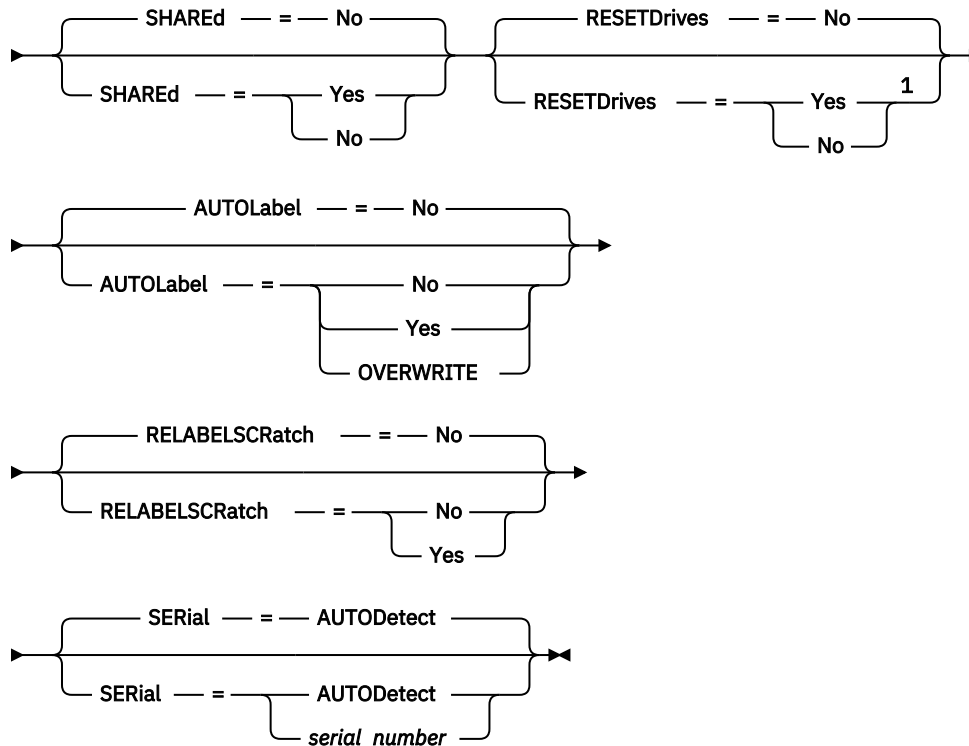 SHAREd = No RESETDrives = No
SHAREd = Yes RESETDrives = Yes 1
No No
AUTOLabel = No
AUTOLabel = No
Yes
OVERWRITE
RELABELSCRatch = No
RELABELSCRatch = No
Yes
SERial = AUTODetect
SERial = AUTODetect
serial number